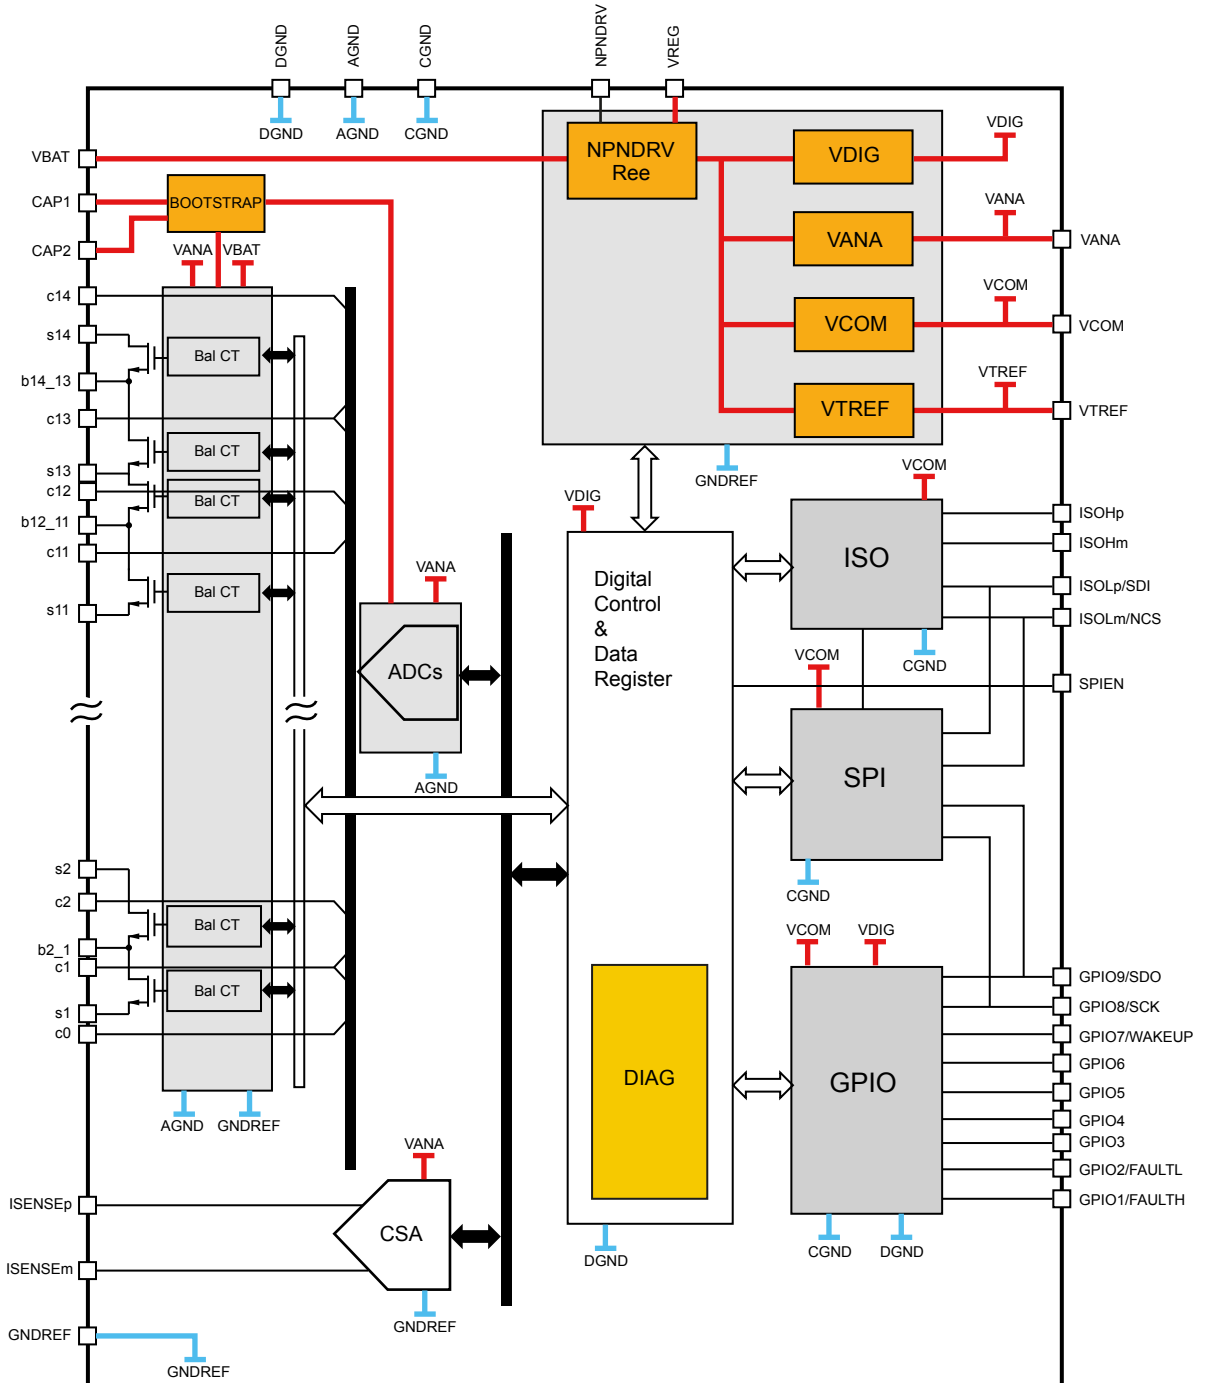 DGND
AGND
CGND
NPNDRV
VREG
DGND
AGND
CGND
VBAT
NPNDRV
Ree
VDIG
VDIG
CAP1
BOOTSTRAP
VANA
VANA
VANA
CAP2
VANA
VBAT
VCOM
VCOM
VCOM
c14
s14
Bal CT
b14_13
VTREF
VTREF
VTREF
c13
Bal CT
GNDREF
s13
c12
Bal CT
VDIG
VCOM
b12_11
ISOHp
c11
ISOHm
ISO
VANA
Digital
Control
&
Data
Register
Bal CT
s11
ISOLp/SDI
ISOLm/NCS
CGND
VCOM
ADCs
SPIEN
SPI
AGND
s2
CGND
c2
Bal CT
VCOM
VDIG
b2_1
c1
Bal CT
GPIO9/SDO
s1
GPIO8/SCK
c0
GPIO7/WAKEUP
GPIO6
DIAG
GPIO
GPIO5
AGND
GNDREF
GPIO4
GPIO3
VANA
GPIO2/FAULTL
ISENSEp
GPIO1/FAULTH
CSA
CGND
DGND
DGND
ISENSEm
GNDREF
GNDREF
GNDREF